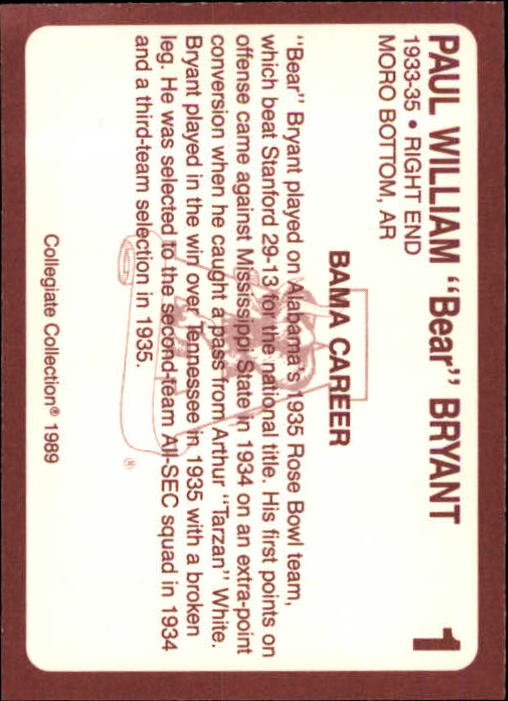 PAUL WILLIAM "Bear" BRYANT 1
1933-35 • RIGHT END
MORO BOTTOM, AR
BAMA CAREER
"Bear" Bryant played on Alabama's 1935 Rose Bowl team,
which beat Stanford 29-13 for the national title. His first points on
offense came against Mississippi State in 1934 on an extra-point
conversion when he caught a pass from Arthur "Tarzan" White.
Bryant played in the win over Tennessee in 1935 with a broken
leg. He was selected to the second-team All-SEC squad in 1934
and a third-team selection in 1935.
®
Collegiate Collection® 1989